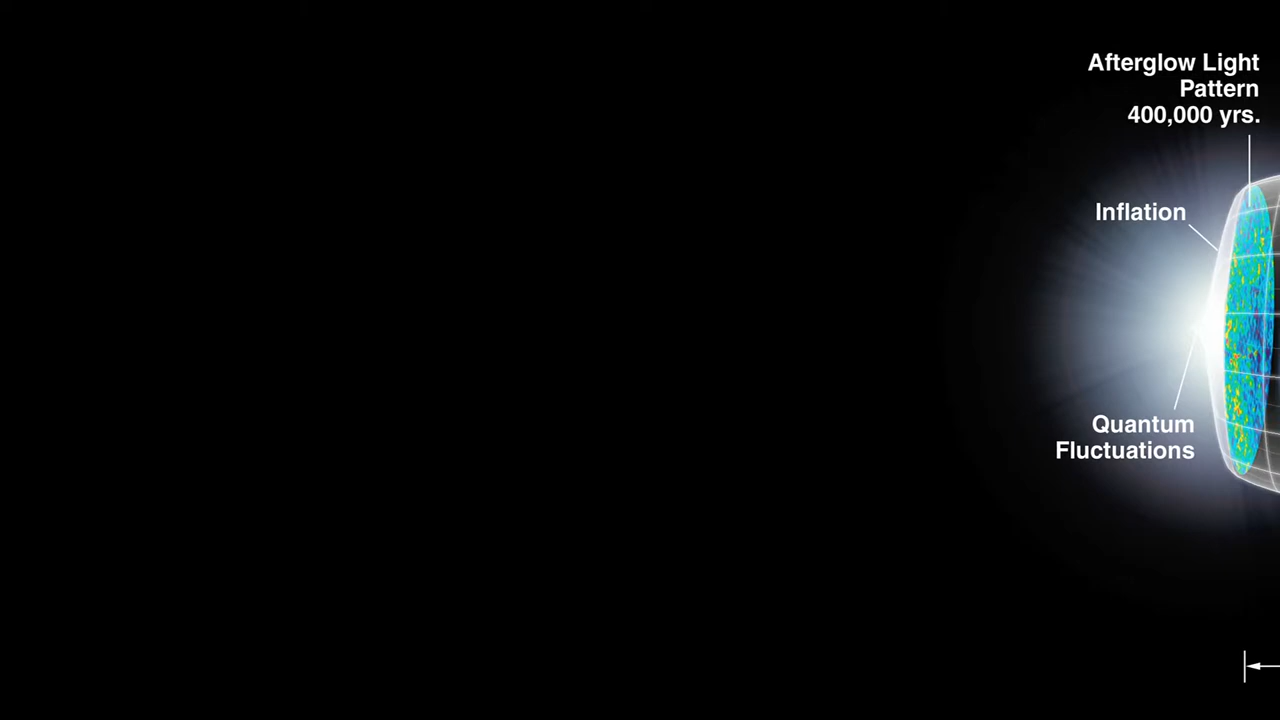 Afterglow Light
Pattern
400,000 yrs.
Inflation
Quantum
Fluctuations